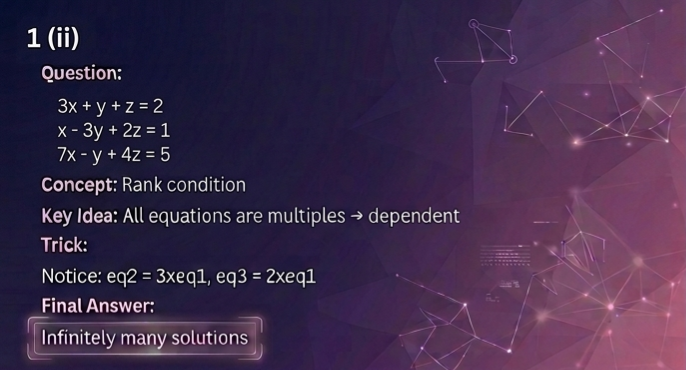 1 (ii)
Question:
3x + y + z = 2
x - 3y + 2z = 1
7x - y + 4z = 5
Concept: Rank condition
Key Idea: All equations are multiples → dependent
Trick:
Notice: eq2 = 3xeq1, eq3 = 2xeq1
Final Answer:
Infinitely many solutions